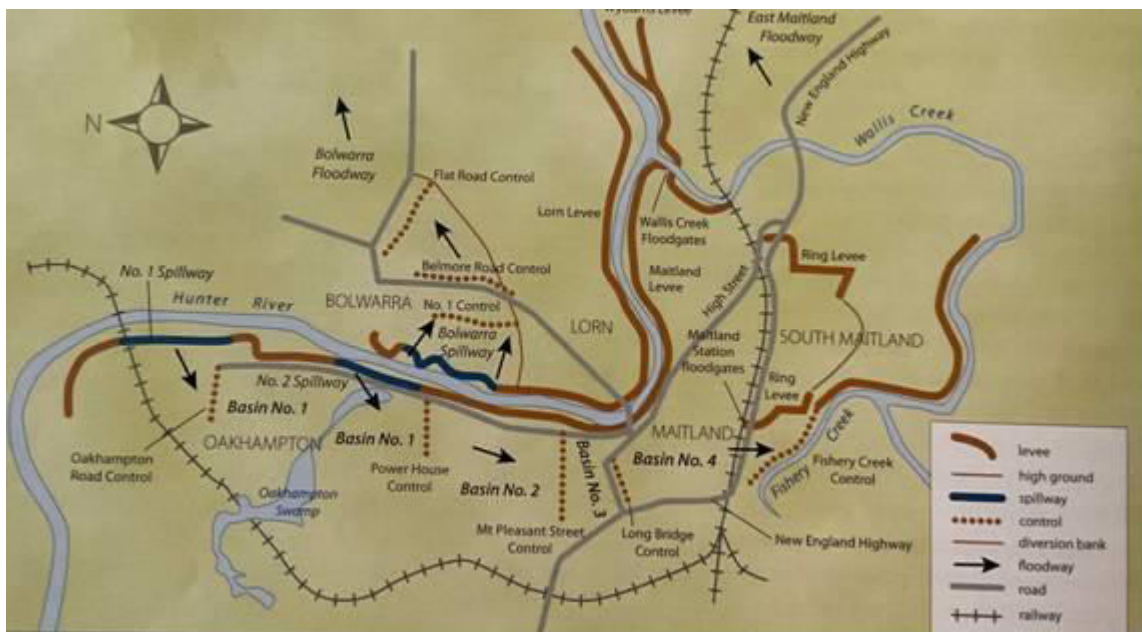 Levee
East Maitland
Floodway
New England Highway
Wallis Creek
N
Bolwarra
Floodway
Flat Road Control
Lorn Levee
Wallis Creek
Floodgates
No. 1 Spillway
Hunter River
Belmore Road Control
Maitland
Levee
High Street
Ring Levee
BOLWARRA
No. 1 Control
Bolwarra
Spillway
LORN
Maitland
Station
floodgates
SOUTH MAITLAND
No. 2 Spillway
Ring
Levee
Basin No. 1
OAKHAMPTON
Basin No. 1
MAITLAND
Basin No. 4
Oakhampton
Road Control
Power House
Control
Basin No. 2
Basin No. 3
Fishery Creek
Fishery Creek
Control
Oakhampton
Swamp
Mt Pleasant Street
Control
Long Bridge
Control
New England Highway
levee
high ground
spillway
control
diversion bank
floodway
road
railway